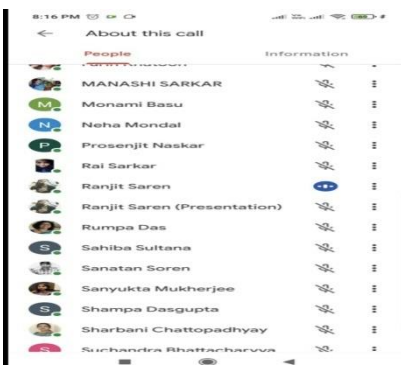 8:16 PM
About this call
People
Information
MANASHI SARKAR
M
Monami Basu
N
Neha Mondal
P
Prosenjit Naskar
Rai Sarkar
Ranjit Saren
Ranjit Saren (Presentation)
Rumpa Das
S
Sahiba Sultana
Sanatan Soren
Sanyukta Mukherjee
S
Shampa Dasgupta
Sharbani Chattopadhyay
S
Suchandra Bhattacharyya